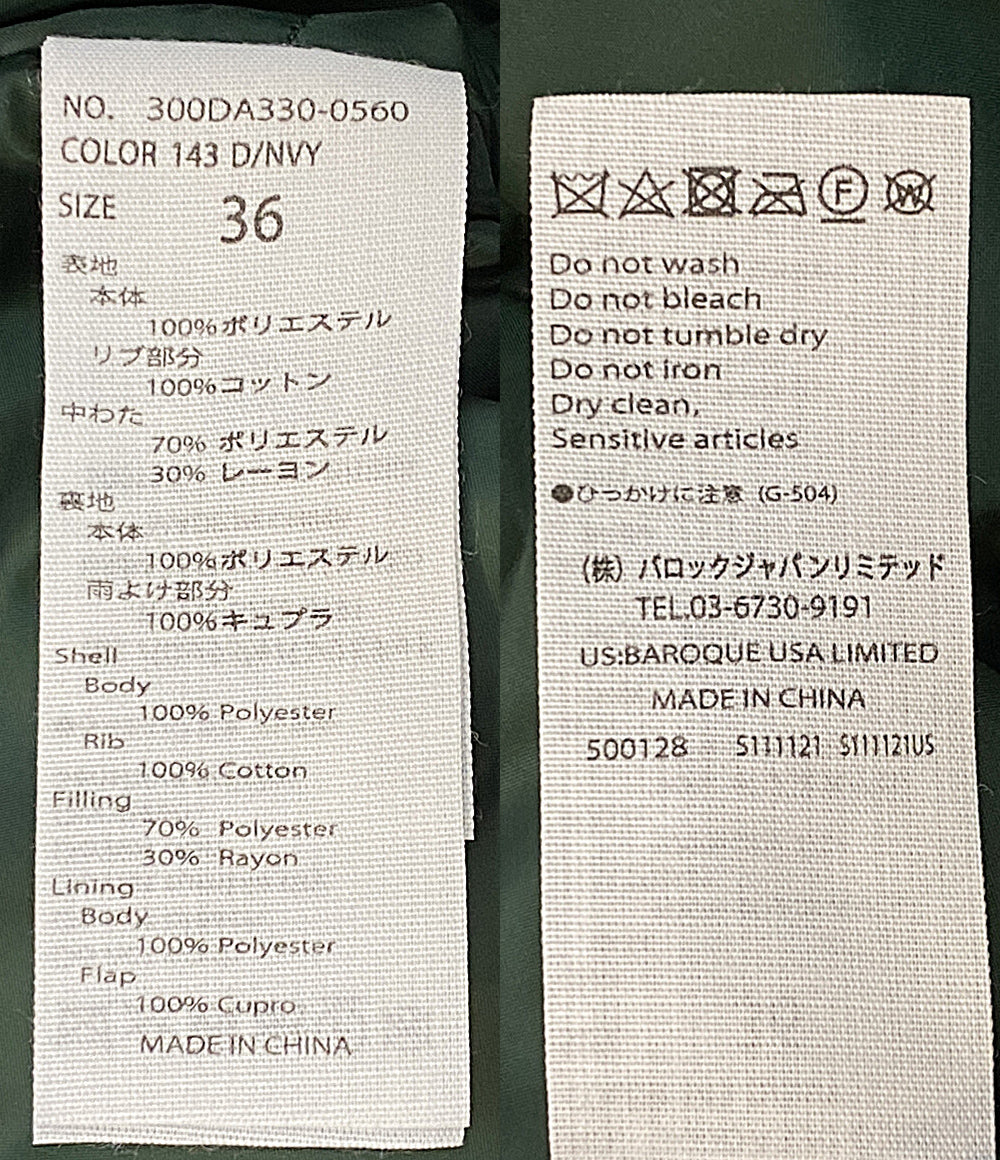 NO. 300DA330-0560
COLOR 143 D/NVY
SIZE 36
表地
本体
100%ポリエステル
リブ部分
100%コットン
中わた
70% ポリエステル
30% レーヨン
裏地
本体
100%ポリエステル
雨よけ部分
100%キュプラ
Shell
Body
100% Polyester
Rib
100% Cotton
Filling
70% Polyester
30% Rayon
Lining
Body
100% Polyester
Flap
100% Cupro
MADE IN CHINA
F W
Do not wash
Do not bleach
Do not tumble dry
Do not iron
Dry clean,
Sensitive articles
●ひっかけに注意 (G-504)
(株) バロックジャパンリミテッド
TEL.03-6730-9191
US:BAROQUE USA LIMITED
MADE IN CHINA
500128 S111121 SY11121US